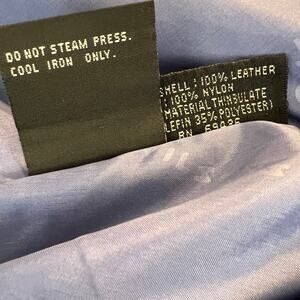 DO NOT STEAM PRESS.
COOL IRON ONLY.
SHELL: 100% LEATHER
: 100% NYLON
MATERIAL THINSULATE
LEFIN 35% POLYESTER)
RN